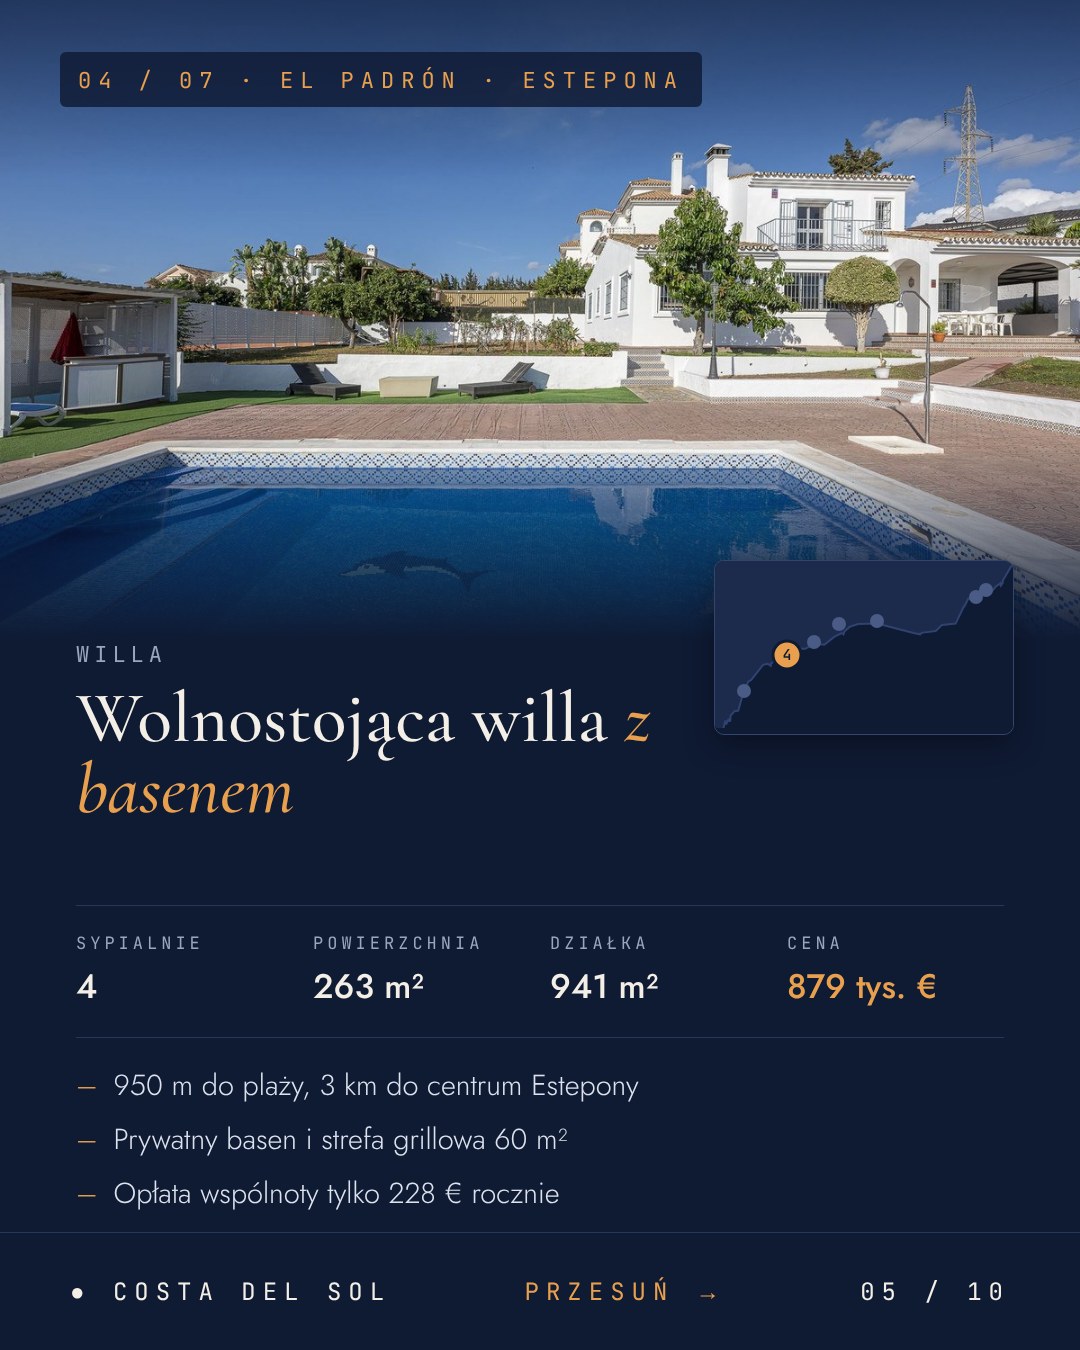 04 / 07 · EL PADRÓN · ESTEPONA
4
WILLA
Wolnostojąca willa z
basenem
SYPIALNIE POWIERZCHNIA DZIAŁKA CENA
4 263 m² 941 m² 879 tys. €
— 950 m do plaży, 3 km do centrum Estepony
— Prywatny basen i strefa grillowa 60 m²
— Opłata wspólnoty tylko 228 € rocznie
• COSTA DEL SOL PRZESUŃ → 05 / 10